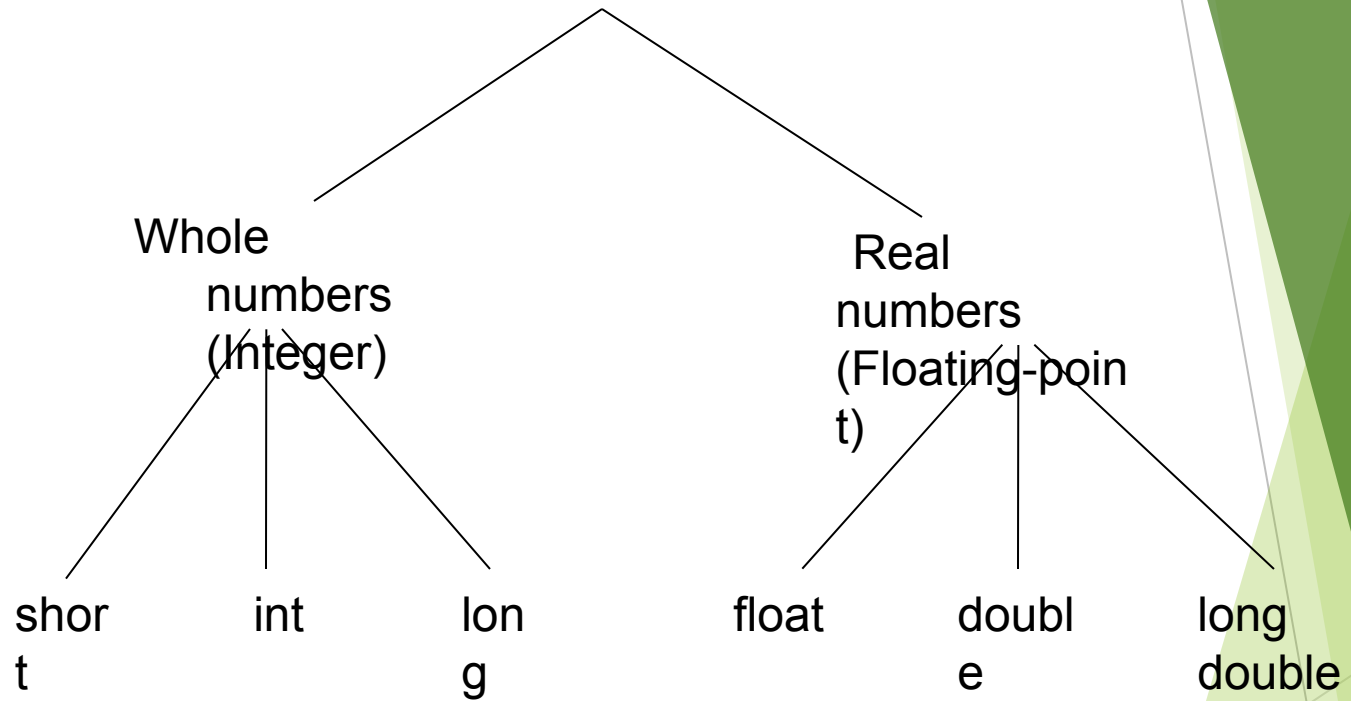 Whole
numbers
(Integer)
Real
numbers
(Floating-poin
t)
shor
t
int
lon
g
float
doubl
e
long
double